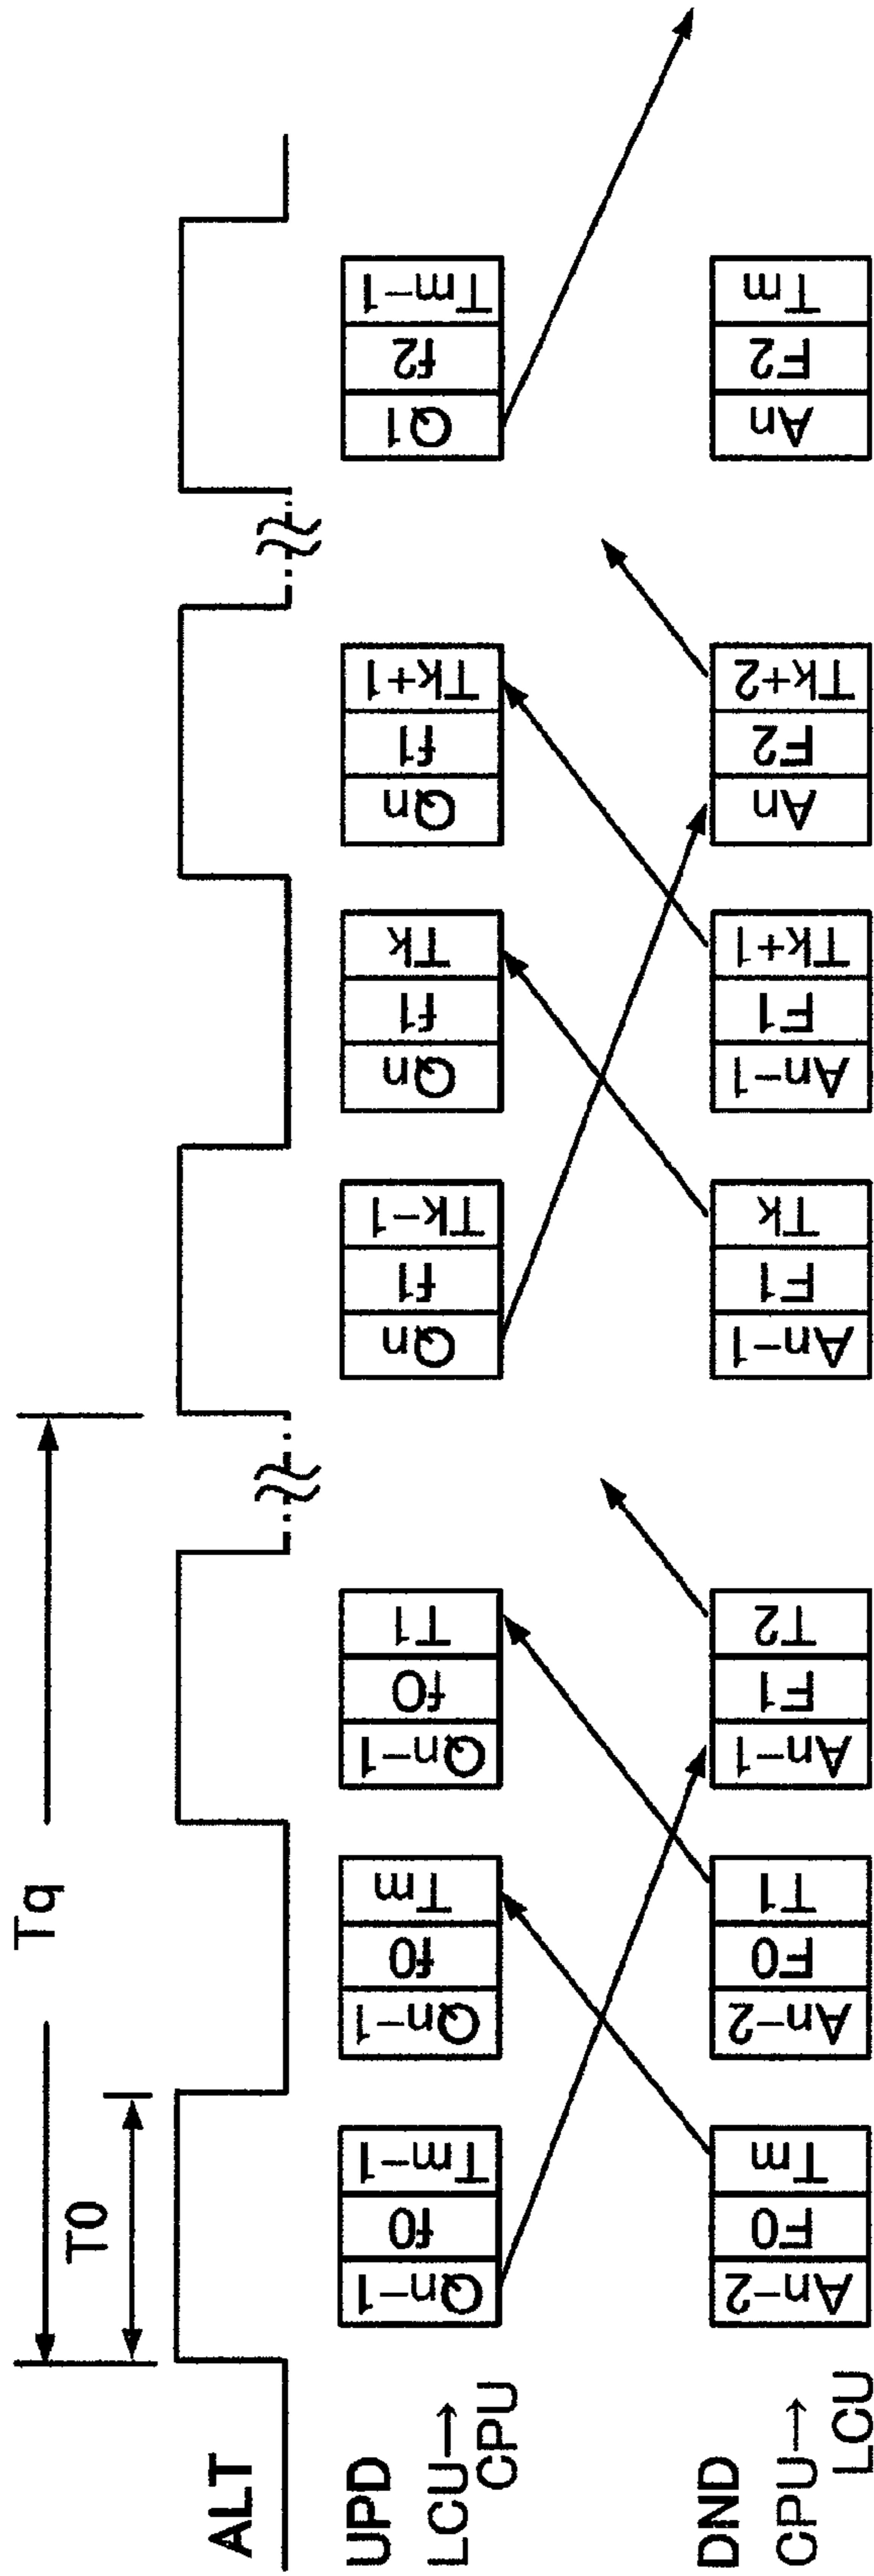 Tq
T0
ALT
UPD
LCU→
CPU
Qn-1 f0 Tm-1
Qn-1 f0 Tm
Qn-1 f0 T1
Qn f1 Tk-1
Qn f1 Tk
Qn f1 Tk+1
Q1 f2 Tm-1
DND
CPU→
LCU
An-2 F0 Tm
An-2 F0 T1
An-1 F1 T2
An-1 F1 Tk
An-1 F1 Tk+1
An F2 Tk+2
An F2 Tm